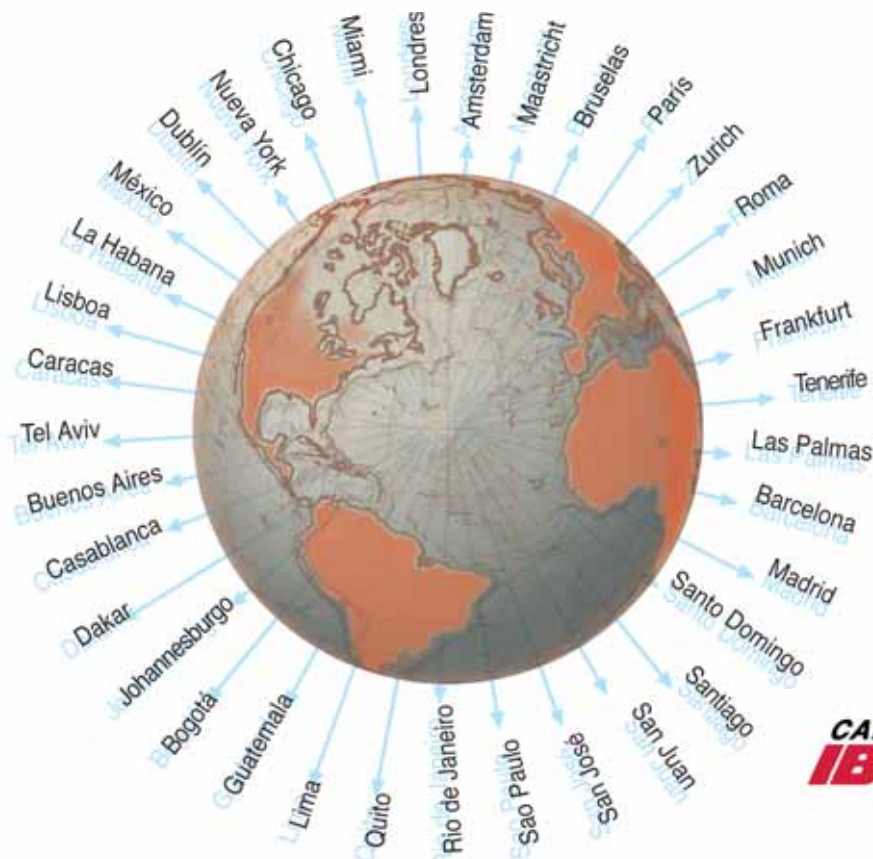 Londres
Amsterdam
Maastricht
Bruselas
París
Zurich
Roma
Munich
Frankfurt
Tenerife
Las Palmas
Barcelona
Madrid
Santo Domingo
Santiago
San Juan
San José
Sao Paulo
Rio de Janeiro
Quito
Lima
Guatemala
Bogotá
Johannesburgo
Dakar
Casablanca
Buenos Aires
Tel Aviv
Caracas
Lisboa
La Habana
México
Dublín
Nueva York
Chicago
Miami
CA
IB